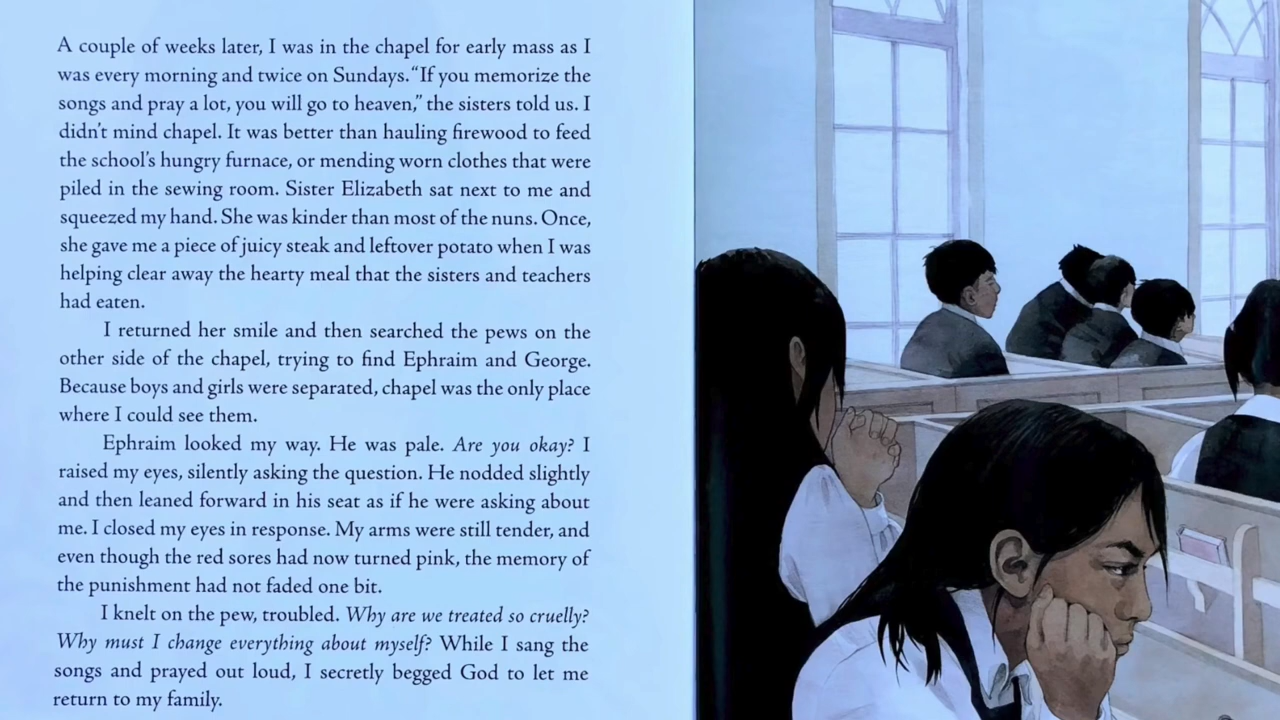 A couple of weeks later, I was in the chapel for early mass as I
was every morning and twice on Sundays. “If you memorize the
songs and pray a lot, you will go to heaven,” the sisters told us. I
didn’t mind chapel. It was better than hauling firewood to feed
the school’s hungry furnace, or mending worn clothes that were
piled in the sewing room. Sister Elizabeth sat next to me and
squeezed my hand. She was kinder than most of the nuns. Once,
she gave me a piece of juicy steak and leftover potato when I was
helping clear away the hearty meal that the sisters and teachers
had eaten.
I returned her smile and then searched the pews on the
other side of the chapel, trying to find Ephraim and George.
Because boys and girls were separated, chapel was the only place
where I could see them.
Ephraim looked my way. He was pale. Are you okay? I
raised my eyes, silently asking the question. He nodded slightly
and then leaned forward in his seat as if he were asking about
me. I closed my eyes in response. My arms were still tender, and
even though the red sores had now turned pink, the memory of
the punishment had not faded one bit.
I knelt on the pew, troubled. Why are we treated so cruelly?
Why must I change everything about myself? While I sang the
songs and prayed out loud, I secretly begged God to let me
return to my family.